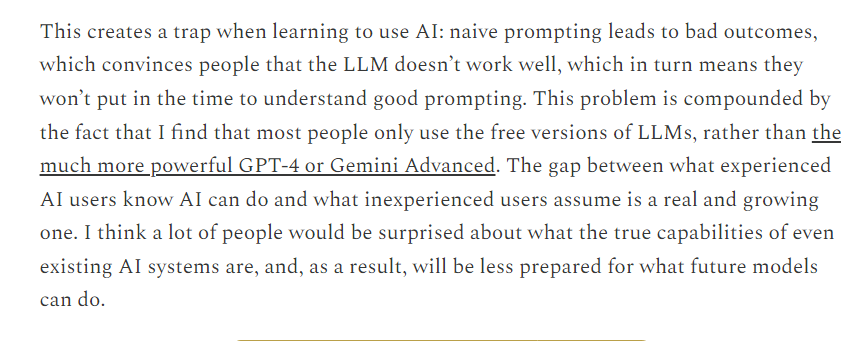 This creates a trap when learning to use AI: naive prompting leads to bad outcomes,
which convinces people that the LLM doesn’t work well, which in turn means they
won’t put in the time to understand good prompting. This problem is compounded by
the fact that I find that most people only use the free versions of LLMs, rather than the
much more powerful GPT-4 or Gemini Advanced. The gap between what experienced
AI users know AI can do and what inexperienced users assume is a real and growing
one. I think a lot of people would be surprised about what the true capabilities of even
existing AI systems are, and, as a result, will be less prepared for what future models
can do.